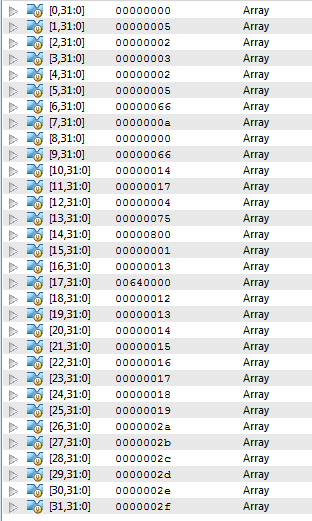 [0,31:0] 00000000 Array
[1,31:0] 00000005 Array
[2,31:0] 00000002 Array
[3,31:0] 00000003 Array
[4,31:0] 00000002 Array
[5,31:0] 00000005 Array
[6,31:0] 00000066 Array
[7,31:0] 0000000a Array
[8,31:0] 00000000 Array
[9,31:0] 00000066 Array
[10,31:0] 00000014 Array
[11,31:0] 00000017 Array
[12,31:0] 00000004 Array
[13,31:0] 00000075 Array
[14,31:0] 00000800 Array
[15,31:0] 00000001 Array
[16,31:0] 00000013 Array
[17,31:0] 00640000 Array
[18,31:0] 00000012 Array
[19,31:0] 00000013 Array
[20,31:0] 00000014 Array
[21,31:0] 00000015 Array
[22,31:0] 00000016 Array
[23,31:0] 00000017 Array
[24,31:0] 00000018 Array
[25,31:0] 00000019 Array
[26,31:0] 0000002a Array
[27,31:0] 0000002b Array
[28,31:0] 0000002c Array
[29,31:0] 0000002d Array
[30,31:0] 0000002e Array
[31,31:0] 0000002f Array